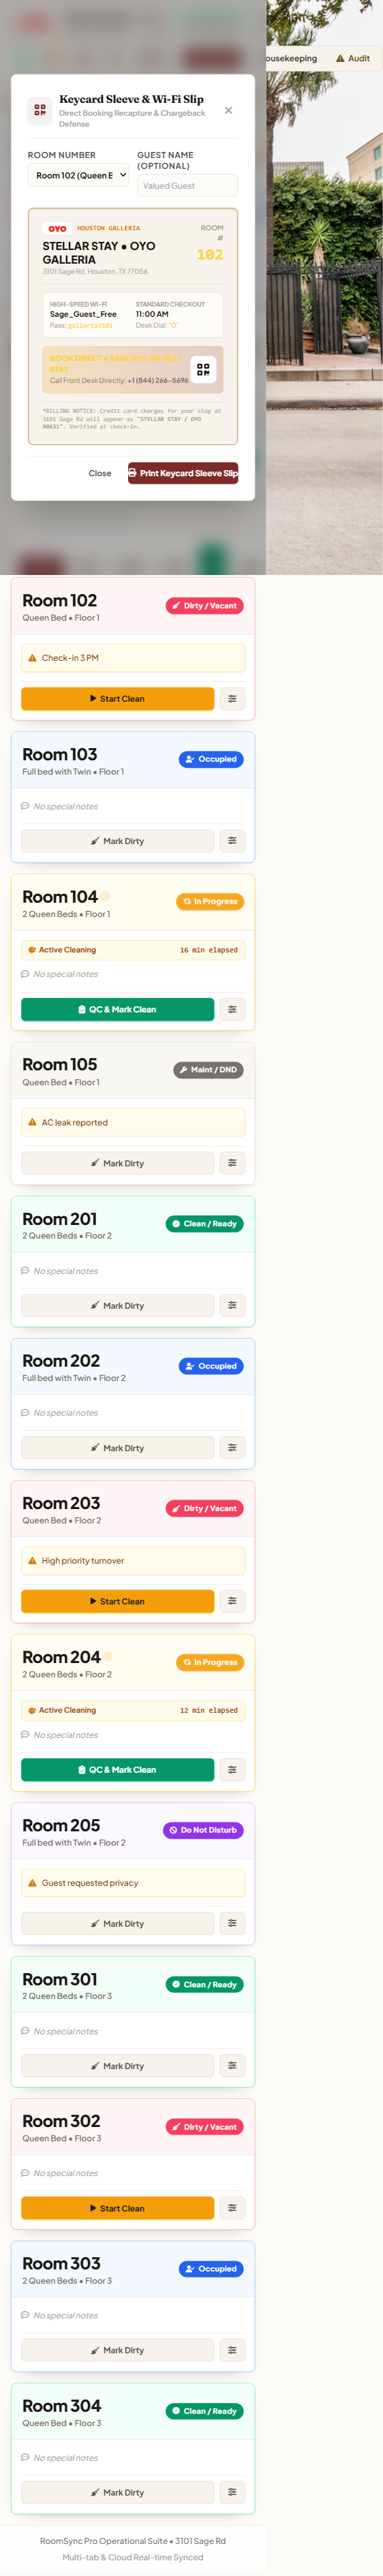 ousekeeping
Audit
Keycard Sleeve & Wi-Fi Slip
Direct Booking Recapture & Chargeback
Defense
ROOM NUMBER
GUEST NAME
(OPTIONAL)
Room 102 (Queen E
Valued Guest
OYO
HOUSTON GALLERIA
ROOM
#
STELLAR STAY • OYO
GALLERIA
102
3101 Sage Rd, Houston, TX 77056
HIGH-SPEED WI-FI
STANDARD CHECKOUT
Sage_Guest_Free
11:00 AM
Pass: galleria3101
Desk Dial: "0"
BOOK DIRECT
STAY
Call Front Desk Directly: +1 (844) 266-5696
*BILLING NOTICE: Credit card charges for your stay at
3101 Sage Rd will appear as "STELLAR STAY / OYO
90631". Verified at check-in.
Close
Print Keycard Sleeve Slip
Room 102
Queen Bed • Floor 1
Dirty / Vacant
Check-in 3 PM
Start Clean
Room 103
Full bed with Twin • Floor 1
Occupied
No special notes
Mark Dirty
Room 104
2 Queen Beds • Floor 1
In Progress
Active Cleaning
16 min elapsed
No special notes
QC & Mark Clean
Room 105
Queen Bed • Floor 1
Maint / DND
AC leak reported
Mark Dirty
Room 201
2 Queen Beds • Floor 2
Clean / Ready
No special notes
Mark Dirty
Room 202
Full bed with Twin • Floor 2
Occupied
No special notes
Mark Dirty
Room 203
Queen Bed • Floor 2
Dirty / Vacant
High priority turnover
Start Clean
Room 204
2 Queen Beds • Floor 2
In Progress
Active Cleaning
12 min elapsed
No special notes
QC & Mark Clean
Room 205
Full bed with Twin • Floor 2
Do Not Disturb
Guest requested privacy
Mark Dirty
Room 301
2 Queen Beds • Floor 3
Clean / Ready
No special notes
Mark Dirty
Room 302
Queen Bed • Floor 3
Dirty / Vacant
No special notes
Start Clean
Room 303
2 Queen Beds • Floor 3
Occupied
No special notes
Mark Dirty
Room 304
Queen Bed • Floor 3
Clean / Ready
No special notes
Mark Dirty
RoomSync Pro Operational Suite • 3101 Sage Rd
Multi-tab & Cloud Real-time Synced